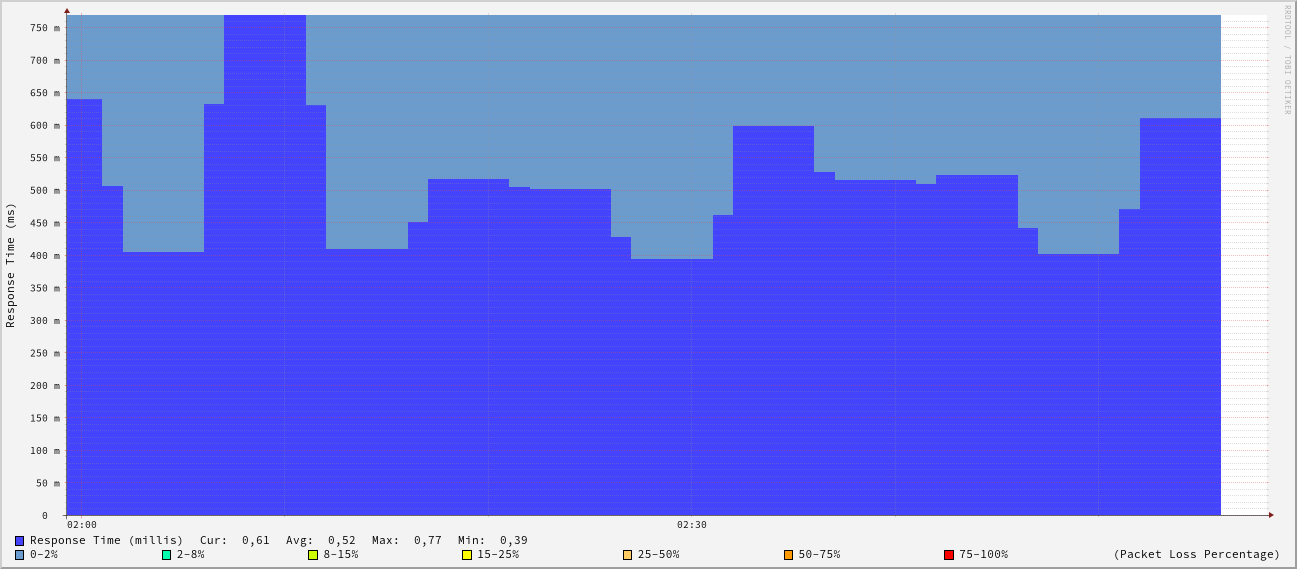 RRDTOOL / TOBI OETIKER
Response Time (ms)
750 m
700 m
650 m
600 m
550 m
500 m
450 m
400 m
350 m
300 m
250 m
200 m
150 m
100 m
50 m
0
02:00 02:30
Response Time (millis) Cur: 0,61 Avg: 0,52 Max: 0,77 Min: 0,39
0-2% 2-8% 8-15% 15-25% 25-50% 50-75% 75-100% (Packet Loss Percentage)